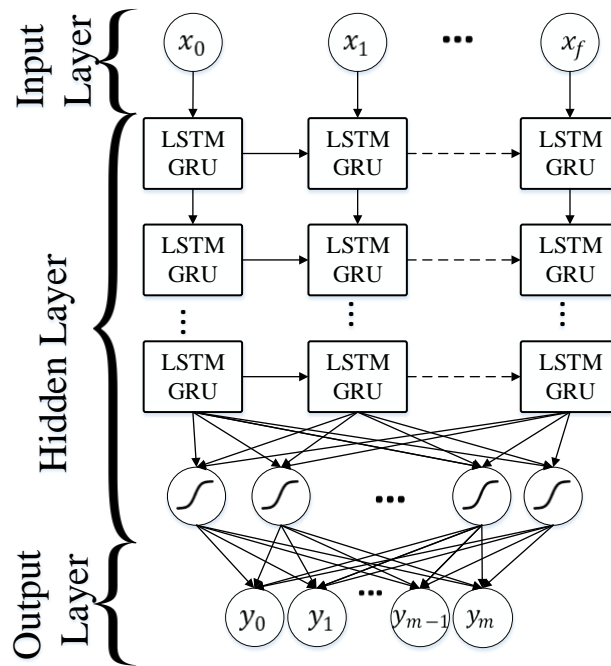 Input
Layer
x₀
x₁
...
x_f
Hidden Layer
LSTM
GRU
LSTM
GRU
LSTM
GRU
LSTM
GRU
LSTM
GRU
LSTM
GRU
...
...
...
LSTM
GRU
LSTM
GRU
LSTM
GRU
...
Output
Layer
y₀
y₁
...
yₘ₋₁
yₘ